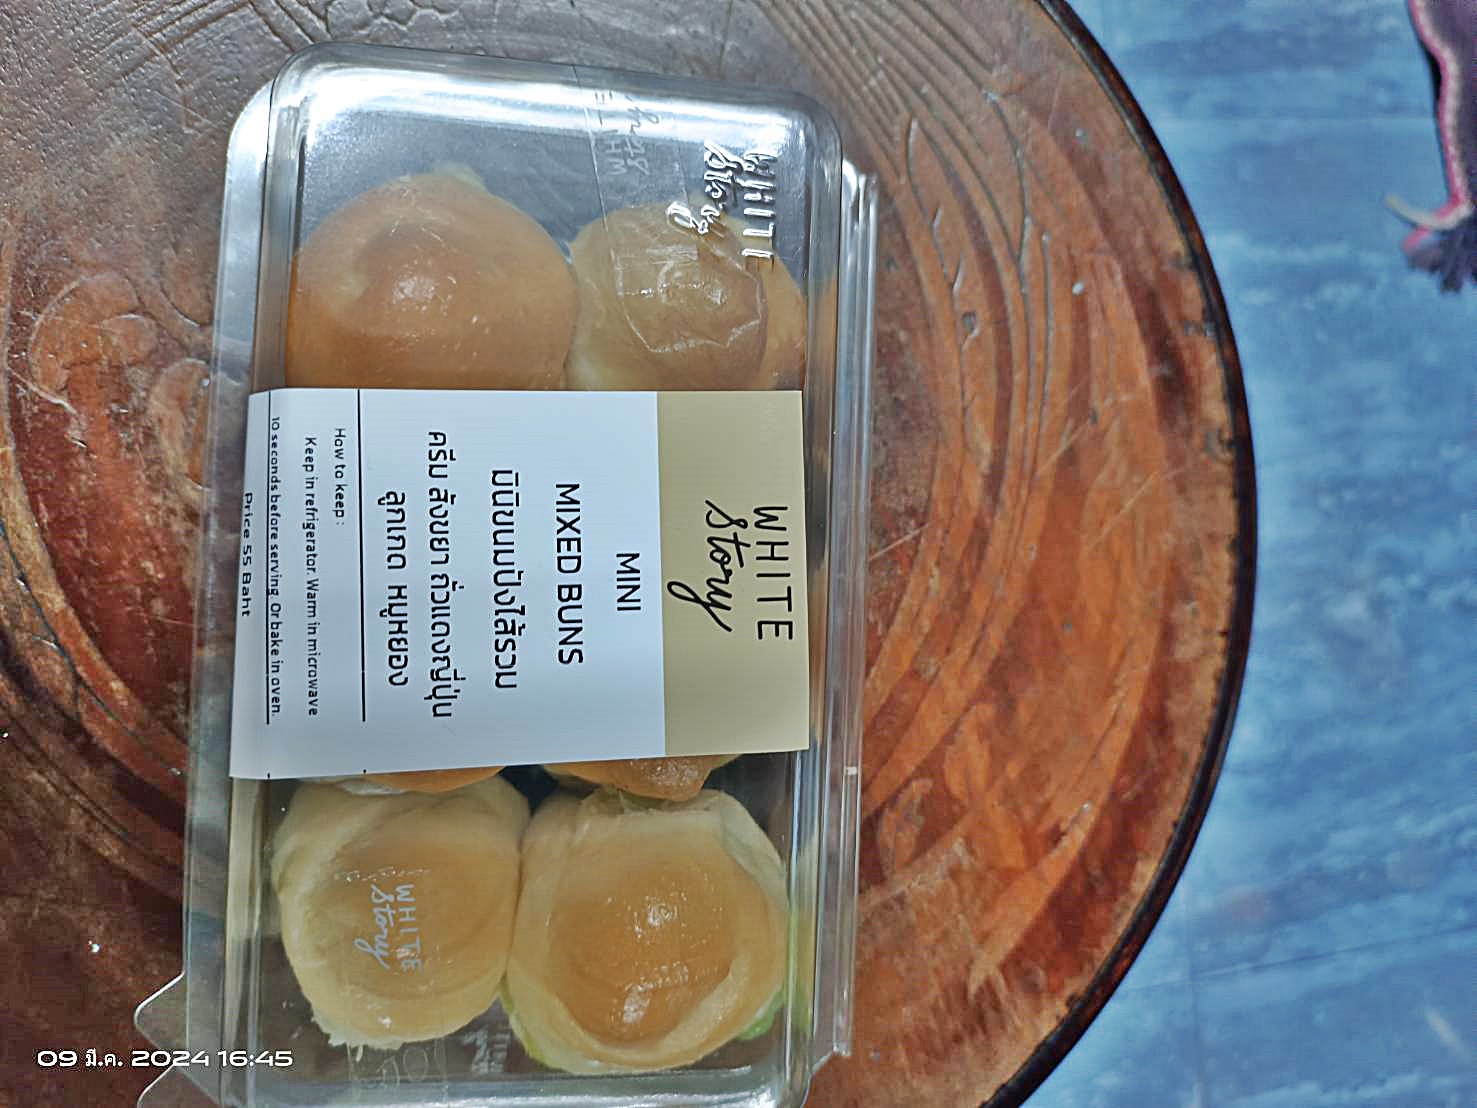 WHITE
story
WHITE
story
MINI
MIXED BUNS
มินิขนมปังไส้รวม
ครีม สังขยา ถั่วแดงญี่ปุ่น
ลูกเกด หมูหยอง
How to keep :
Keep in refrigerator. Warm in microwave
10 seconds before serving. Or bake in oven.
Price 55 Baht
WHITE
story
09 มี.ค. 2024 16:45